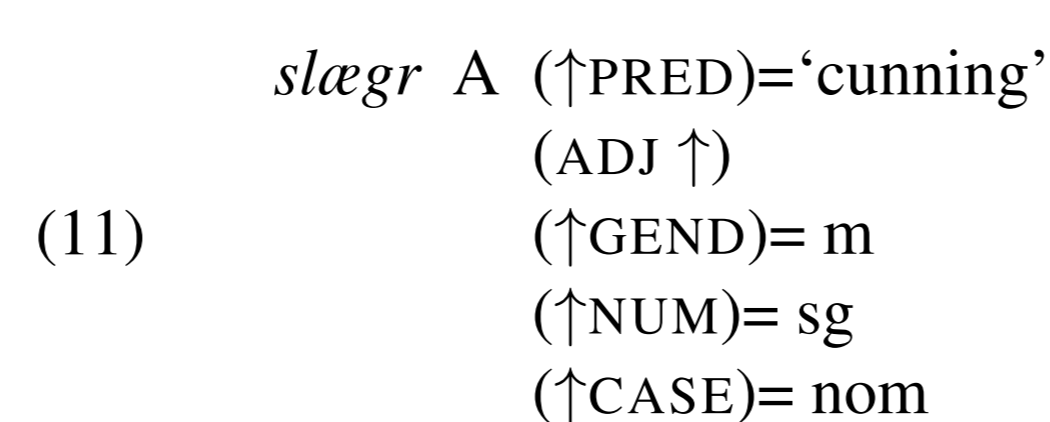 slægr A (↑PRED)=‘cunning’
(ADJ ↑)
(11) (↑GEND)= m
(↑NUM)= sg
(↑CASE)= nom